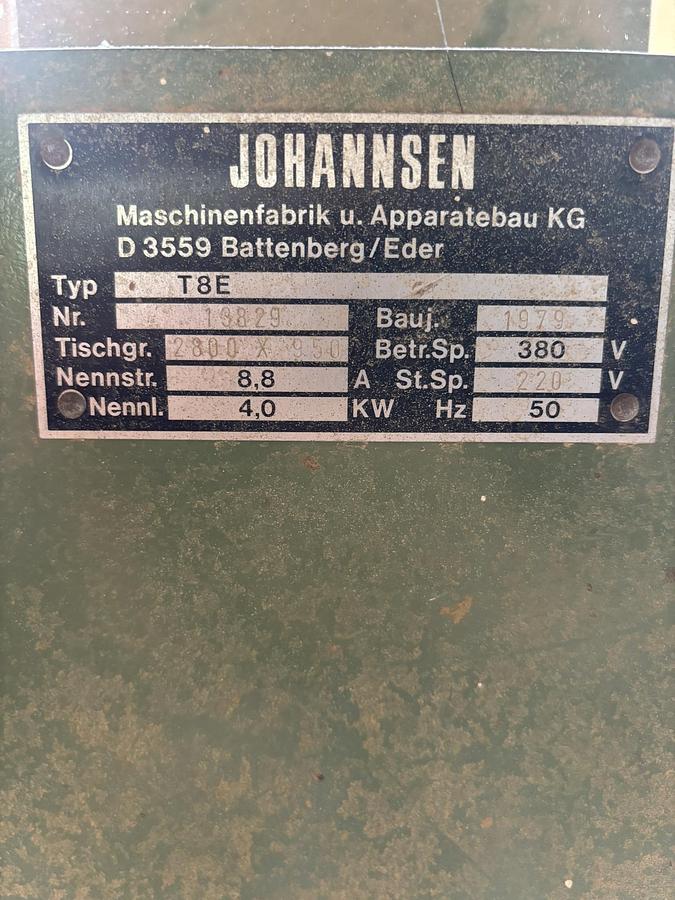 JOHANNSEN
Maschinenfabrik u. Apparatebau KG
D 3559 Battenberg/Eder
Typ T8E
Nr. 13829 Bauj. 1979
Tischgr. 2800 X 950 Betr.Sp. 380 V
Nennstr. 8,8 A St.Sp. 220 V
Nennl. 4,0 KW Hz 50